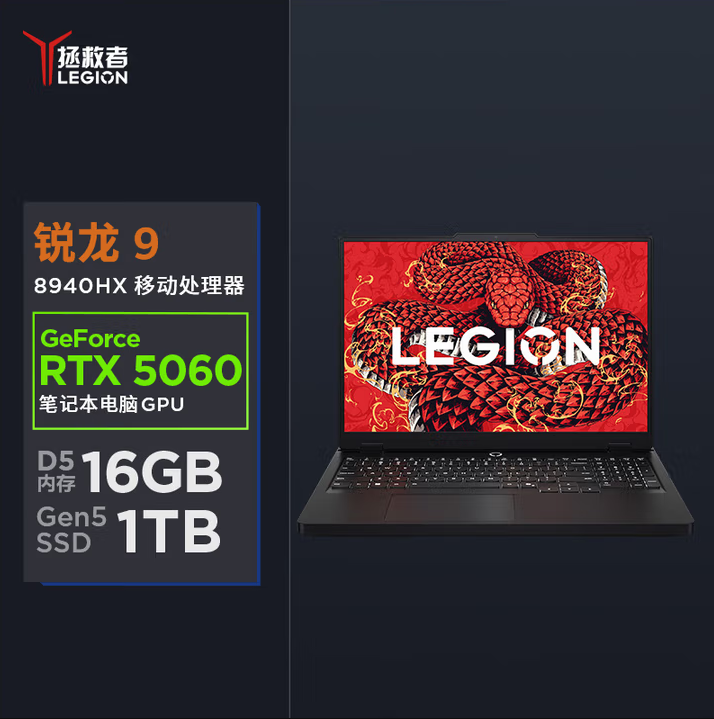 拯救者
LEGION
锐龙 9
8940HX 移动处理器
GeForce
RTX 5060
笔记本电脑GPU
D5
内存
16GB
Gen5
SSD
1TB
LEGION